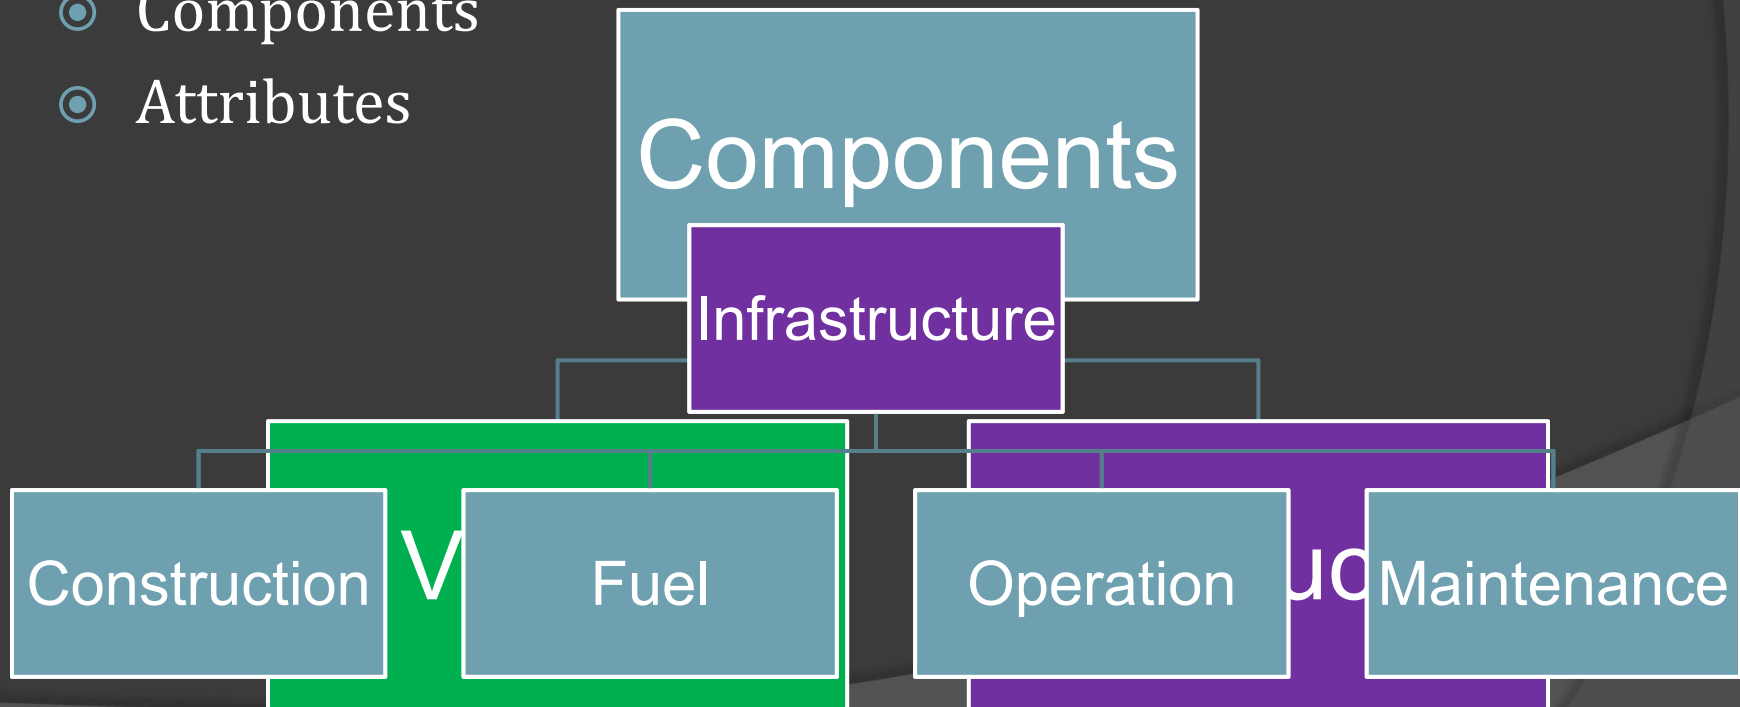 Components
Attributes
Components
Infrastructure
Construction
Fuel
Operation
Maintenance